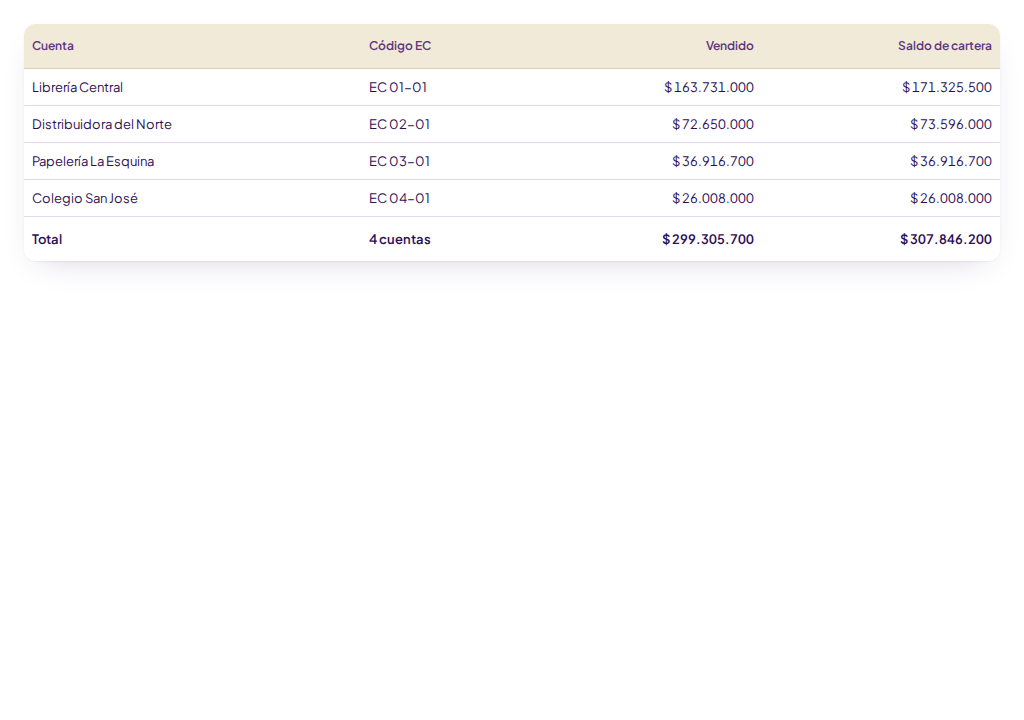 Cuenta Código EC Vendido Saldo de cartera
Librería Central EC 01-01 $ 163.731.000 $ 171.325.500
Distribuidora del Norte EC 02-01 $ 72.650.000 $ 73.596.000
Papelería La Esquina EC 03-01 $ 36.916.700 $ 36.916.700
Colegio San José EC 04-01 $ 26.008.000 $ 26.008.000
Total 4 cuentas $ 299.305.700 $ 307.846.200